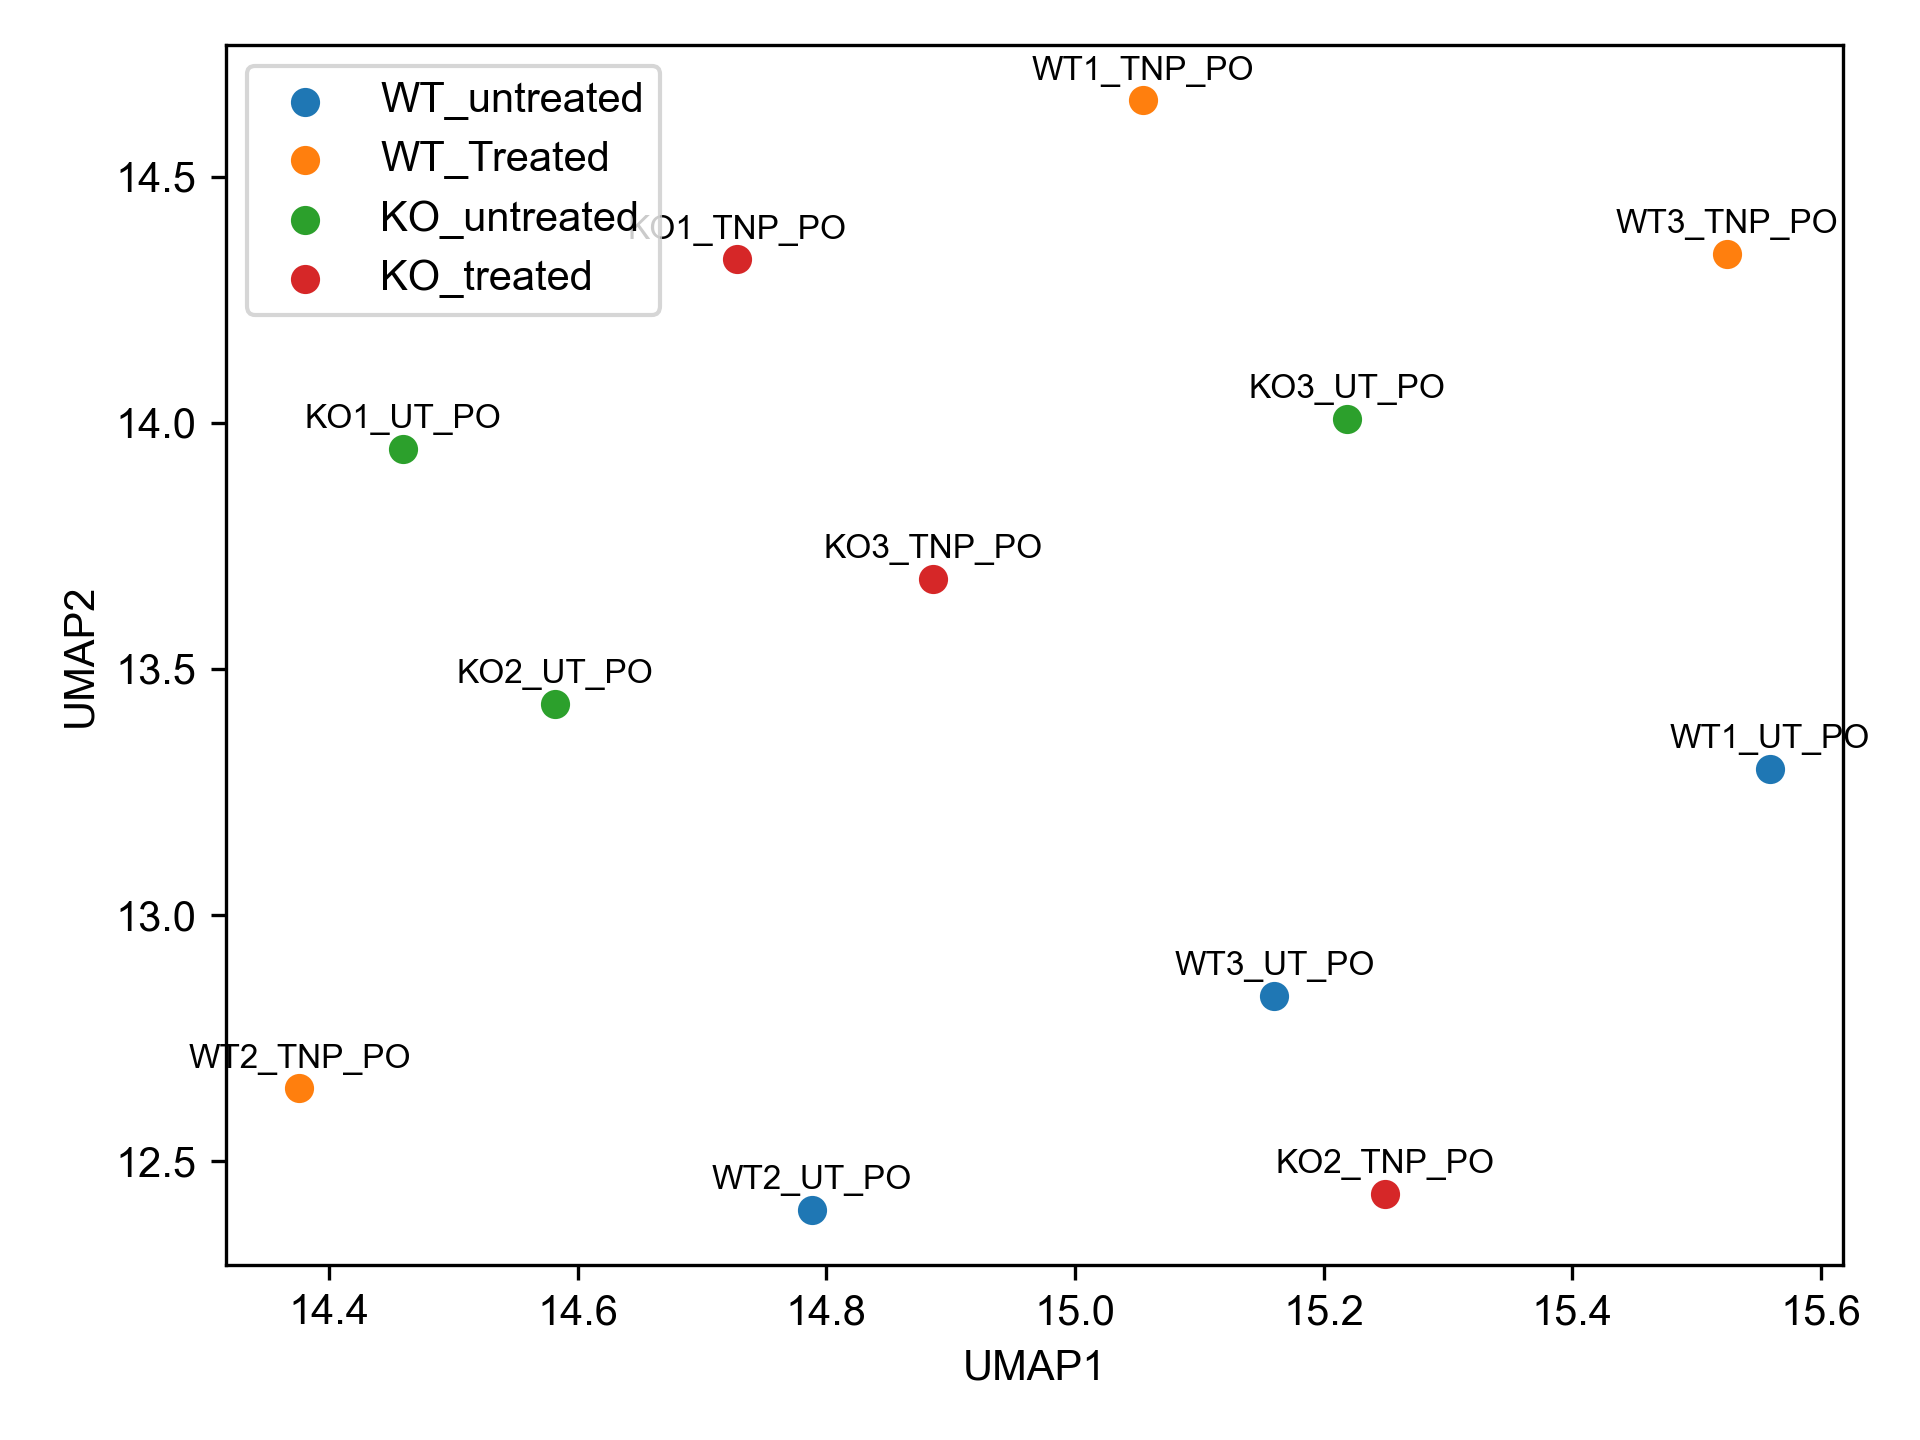 WT_untreated
WT_Treated
KO_untreated
KO_treated
WT1_TNP_PO
KO1_TNP_PO
WT3_TNP_PO
KO1_UT_PO
KO3_UT_PO
KO3_TNP_PO
KO2_UT_PO
WT1_UT_PO
WT3_UT_PO
WT2_TNP_PO
WT2_UT_PO
KO2_TNP_PO
14.5
14.0
13.5
13.0
12.5
UMAP2
14.4 14.6 14.8 15.0 15.2 15.4 15.6
UMAP1